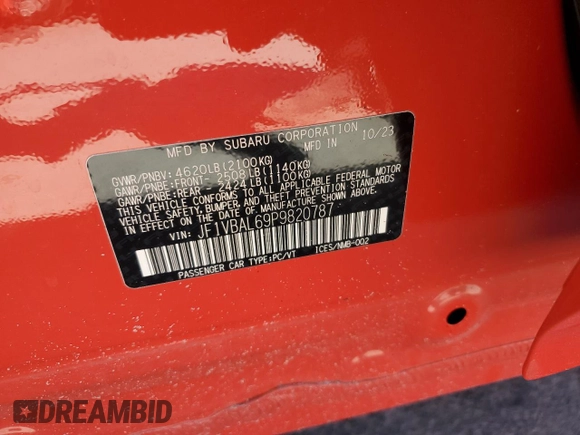 MFD BY SUBARU CORPORATION
MFD IN 10/23
GVWR/PNBV: 4620LB(2100KG)
GAWR/PNBE:FRONT- 2508LB(1140KG)
GAWR/PNBE:REAR - 2424LB(1100KG)
THIS VEHICLE CONFORMS TO ALL APPLICABLE FEDERAL MOTOR
VEHICLE SAFETY, BUMPER, AND THEFT PREVENTION STANDARDS
IN EFFECT ON THE DATE OF MANUFACTURE SHOWN ABOVE.
VIN: JF1VBAL69P9820787
PASSENGER CAR TYPE:PC/VT ICES/NMB-002
DREAMBID